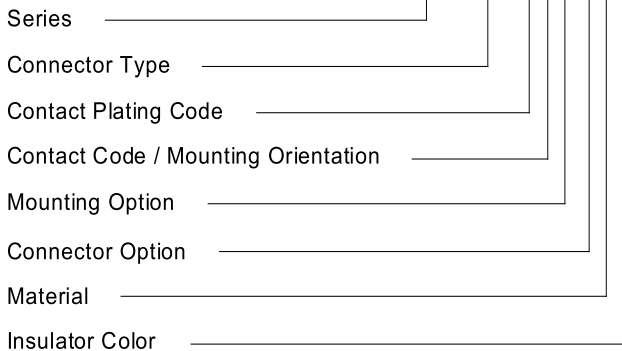 Series
Connector Type
Contact Plating Code
Contact Code / Mounting Orientation
Mounting Option
Connector Option
Material
Insulator Color